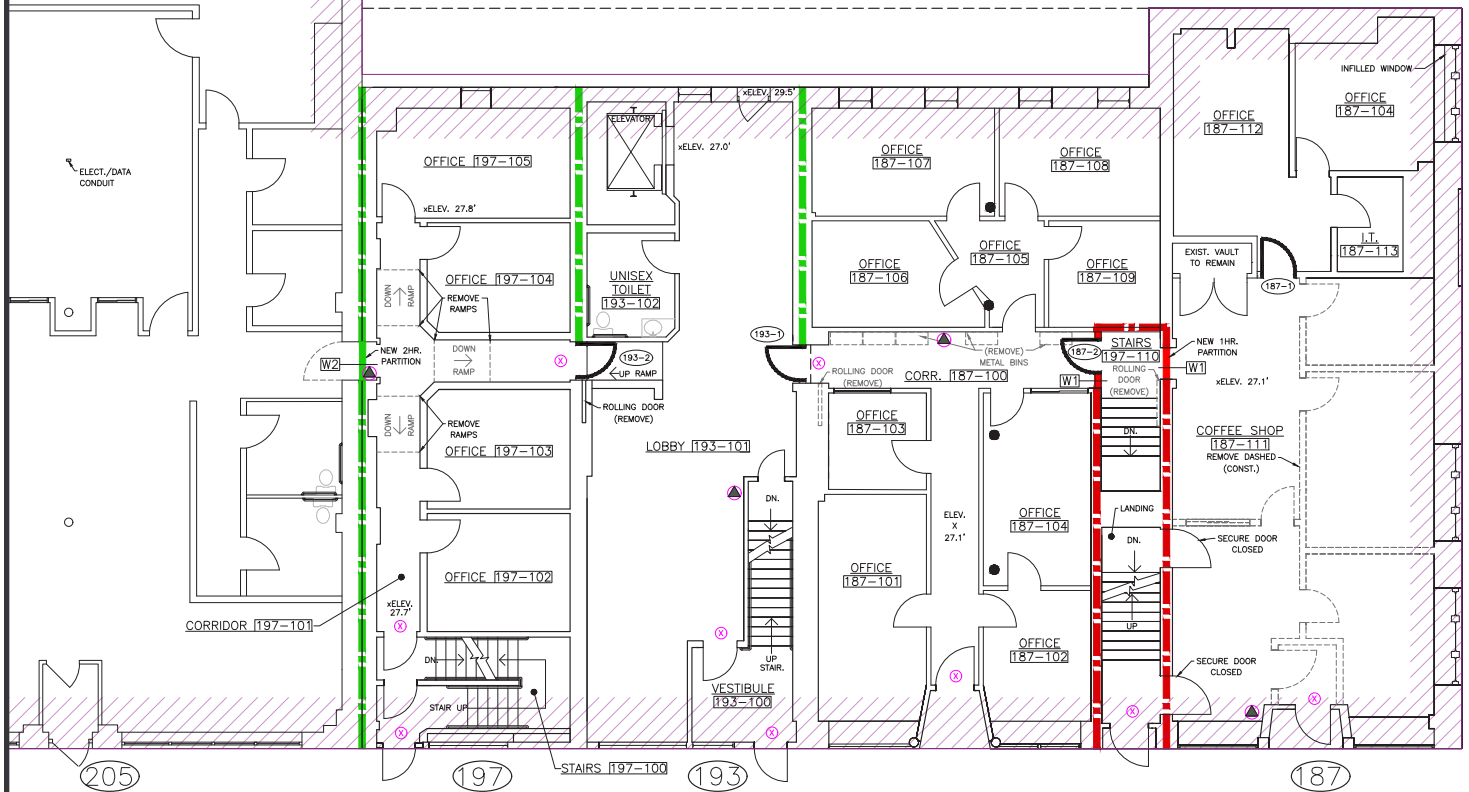 ELECT./DATA
CONDUIT
OFFICE 197-105
xELEV. 27.8'
OFFICE 197-104
DOWN
RAMP
REMOVE
RAMPS
DOWN
RAMP
W2
NEW 2HR.
PARTITION
X
DOWN
RAMP
REMOVE
RAMPS
OFFICE 197-103
OFFICE 197-102
xELEV.
27.7'
X
CORRIDOR 197-101
DN.
STAIR UP
X
STAIRS 197-100
ELEVATOR
xELEV. 29.5'
xELEV. 27.0'
UNISEX
TOILET
193-102
193-2
UP RAMP
193-1
ROLLING DOOR
(REMOVE)
LOBBY 193-101
DN.
UP
STAIR.
X
VESTIBULE
193-100
X
OFFICE
187-107
OFFICE
187-108
OFFICE
187-106
OFFICE
187-105
OFFICE
187-109
X
(REMOVE)
METAL BINS
ROLLING DOOR
(REMOVE)
CORR. 187-100
187-2
W1
OFFICE
187-103
OFFICE
187-104
OFFICE
187-101
ELEV.
X
27.1'
OFFICE
187-102
X
STAIRS
197-110
ROLLING
DOOR
(REMOVE)
NEW 1HR.
PARTITION
W1
DN.
LANDING
DN.
UP
X
SECURE DOOR
CLOSED
SECURE DOOR
CLOSED
OFFICE
187-112
INFILLED WINDOW
OFFICE
187-104
I.T.
187-113
EXIST. VAULT
TO REMAIN
187-1
xELEV. 27.1'
COFFEE SHOP
187-111
REMOVE DASHED
(CONST.)
X
205
197
193
187